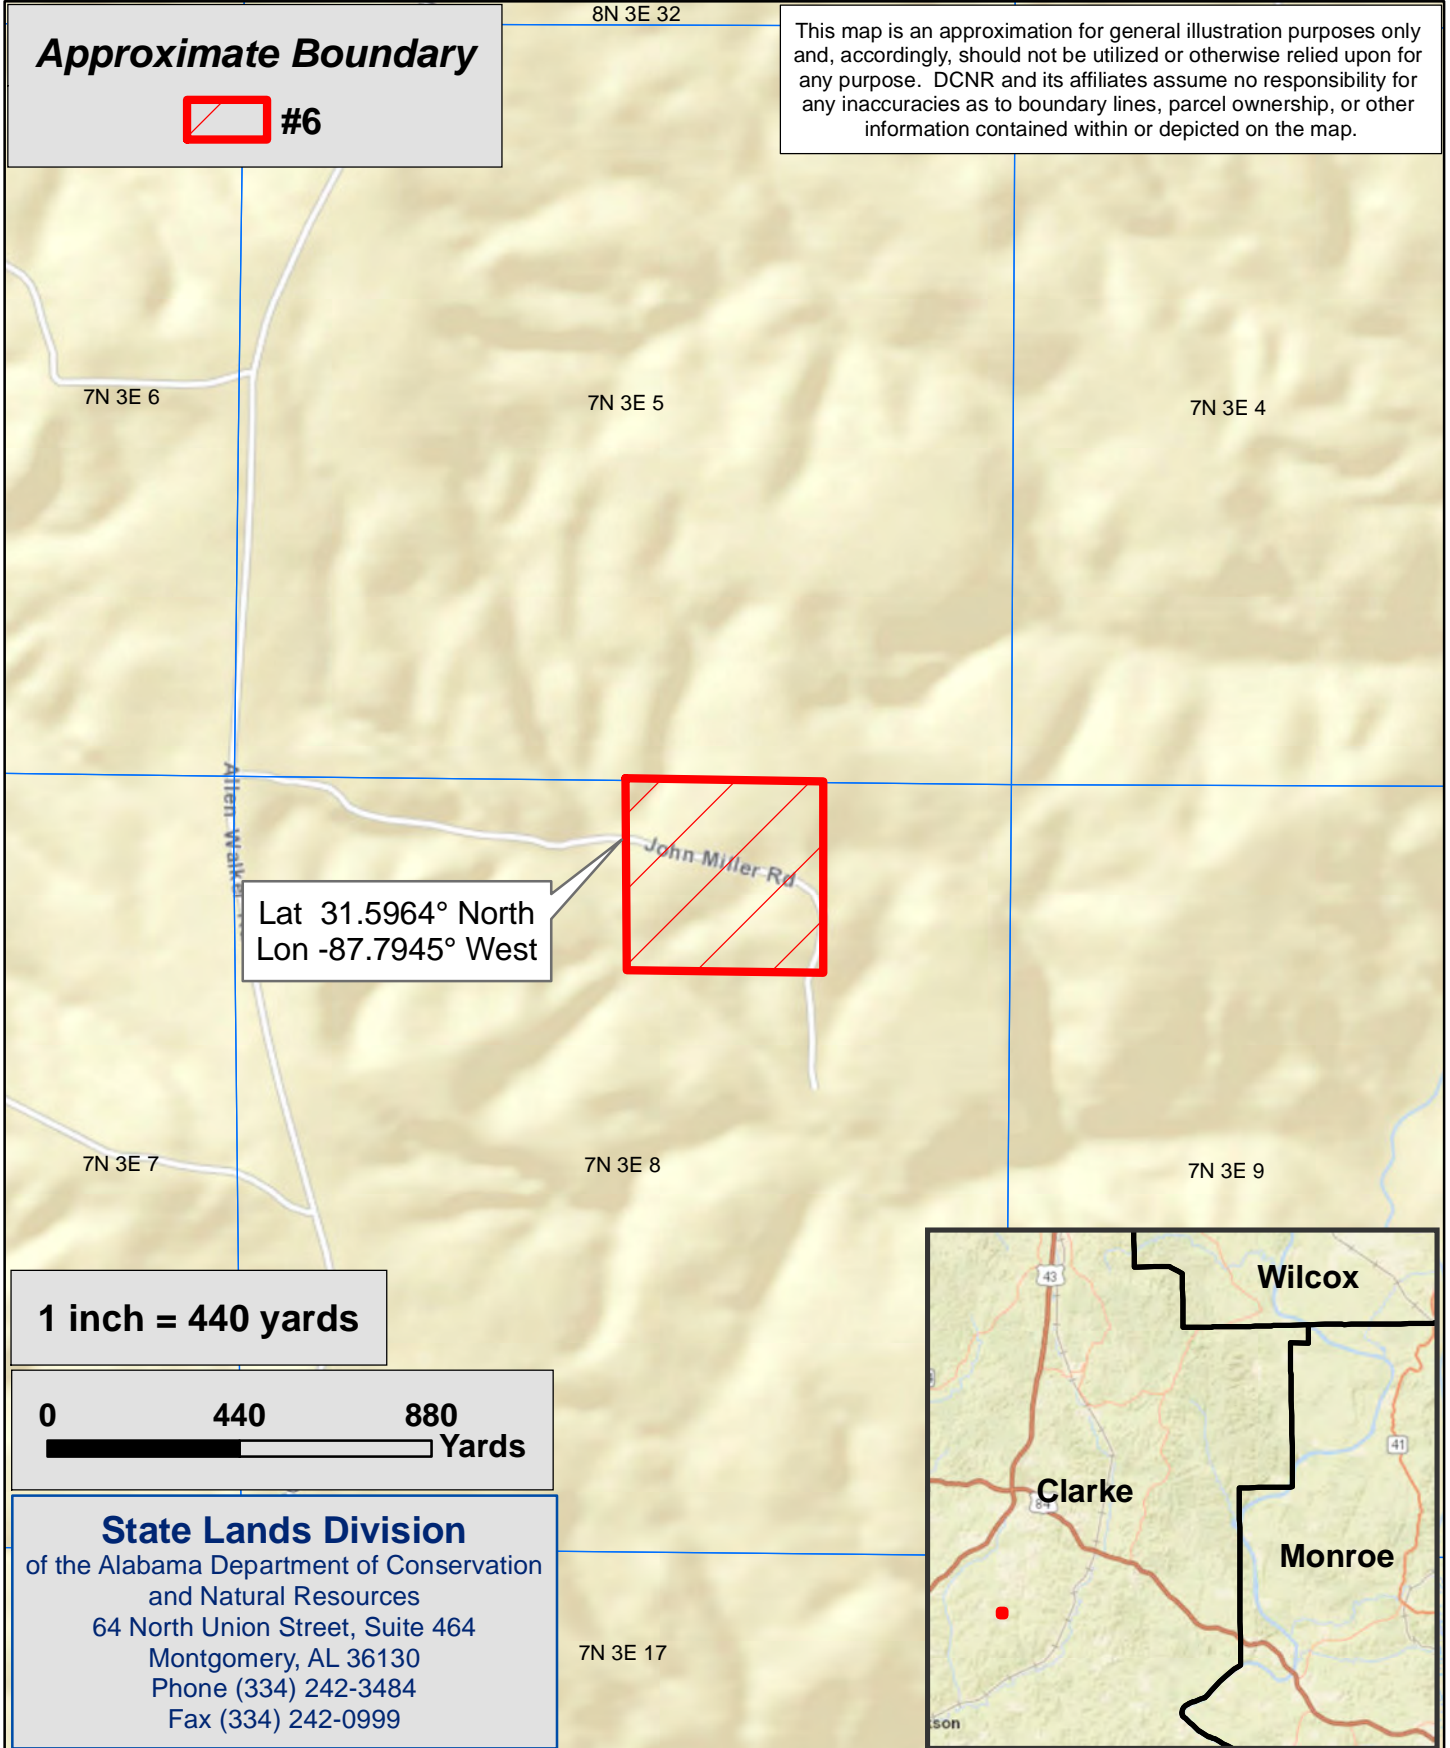 8N 3E 32
Approximate Boundary
#6
This map is an approximation for general illustration purposes only
and, accordingly, should not be utilized or otherwise relied upon for
any purpose. DCNR and its affiliates assume no responsibility for
any inaccuracies as to boundary lines, parcel ownership, or other
information contained within or depicted on the map.
7N 3E 6
7N 3E 5
7N 3E 4
Allen
John Miller Rd
Lat 31.5964° North
Lon -87.7945° West
7N 3E 7
7N 3E 8
7N 3E 9
1 inch = 440 yards
0 440 880
Yards
State Lands Division
of the Alabama Department of Conservation
and Natural Resources
64 North Union Street, Suite 464
Montgomery, AL 36130
Phone (334) 242-3484
Fax (334) 242-0999
7N 3E 17
43
Wilcox
41
Clarke
84
Monroe
son